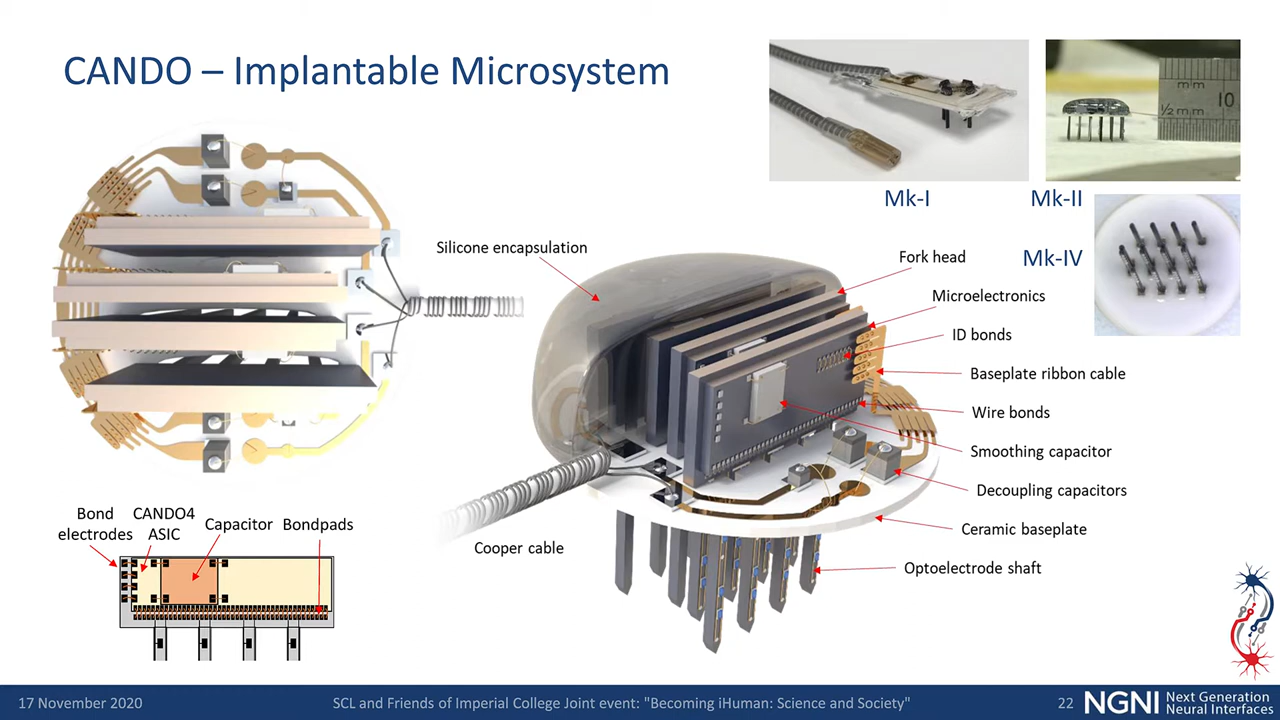 CANDO – Implantable Microsystem
m m
½ m m
10
Mk-I
Mk-II
Mk-IV
Silicone encapsulation
Fork head
Microelectronics
ID bonds
Baseplate ribbon cable
Wire bonds
Smoothing capacitor
Decoupling capacitors
Ceramic baseplate
Optoelectrode shaft
Cooper cable
Bond
electrodes
CANDO4
ASIC
Capacitor
Bondpads
17 November 2020
SCL and Friends of Imperial College Joint event: "Becoming iHuman: Science and Society"
22
NGNI
Next Generation
Neural Interfaces